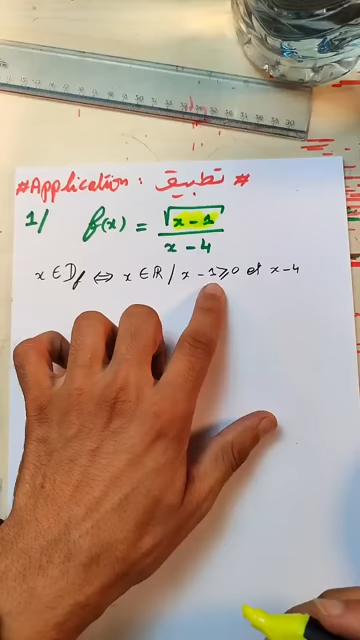 #Application: تطبيق #
1/ f(x) = √(x-1) / (x-4)
x ∈ Df ⇔ x ∈ ℝ / x - 1 ⩾ 0 et x - 4